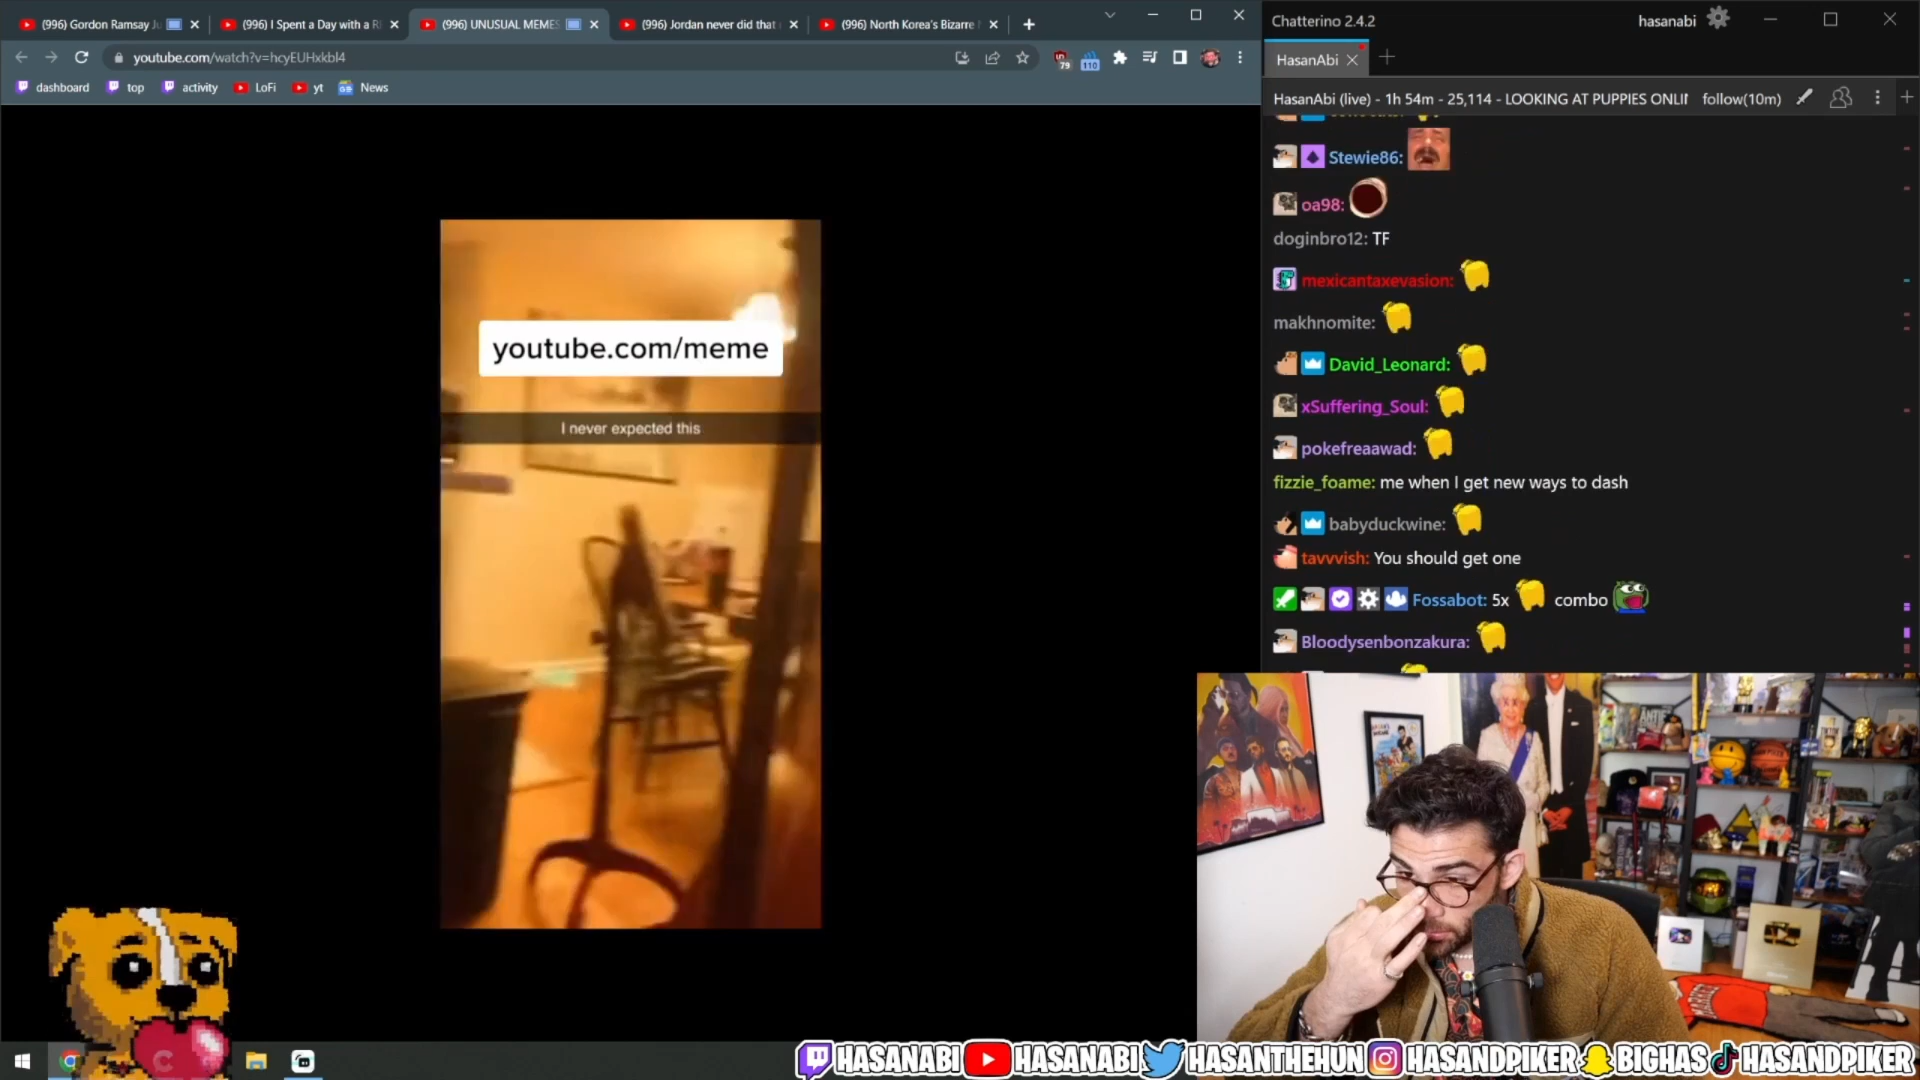 (996) Gordon Ramsay Ju
(996) I Spent a Day with a R
(996) UNUSUAL MEMES
(996) Jordan never did that
(996) North Korea's Bizarre
youtube.com/watch?v=hcyEUHxkbl4
79
110
dashboard
top
activity
LoFi
yt
News
youtube.com/meme
I never expected this
Chatterino 2.4.2
hasanabi
HasanAbi
HasanAbi (live) - 1h 54m - 25,114 - LOOKING AT PUPPIES ONLI
follow(10m)
Stewie86:
oa98:
doginbro12: TF
mexicantaxevasion:
makhnomite:
David_Leonard:
xSuffering_Soul:
pokefreaawad:
fizzie_foame: me when I get new ways to dash
babyduckwine:
tavvvish: You should get one
Fossabot: 5x combo
Bloodysenbonzakura:
HASANABI HASANABI HASANTHEHUN HASANDPIKER BIGHAS HASANDPIKER